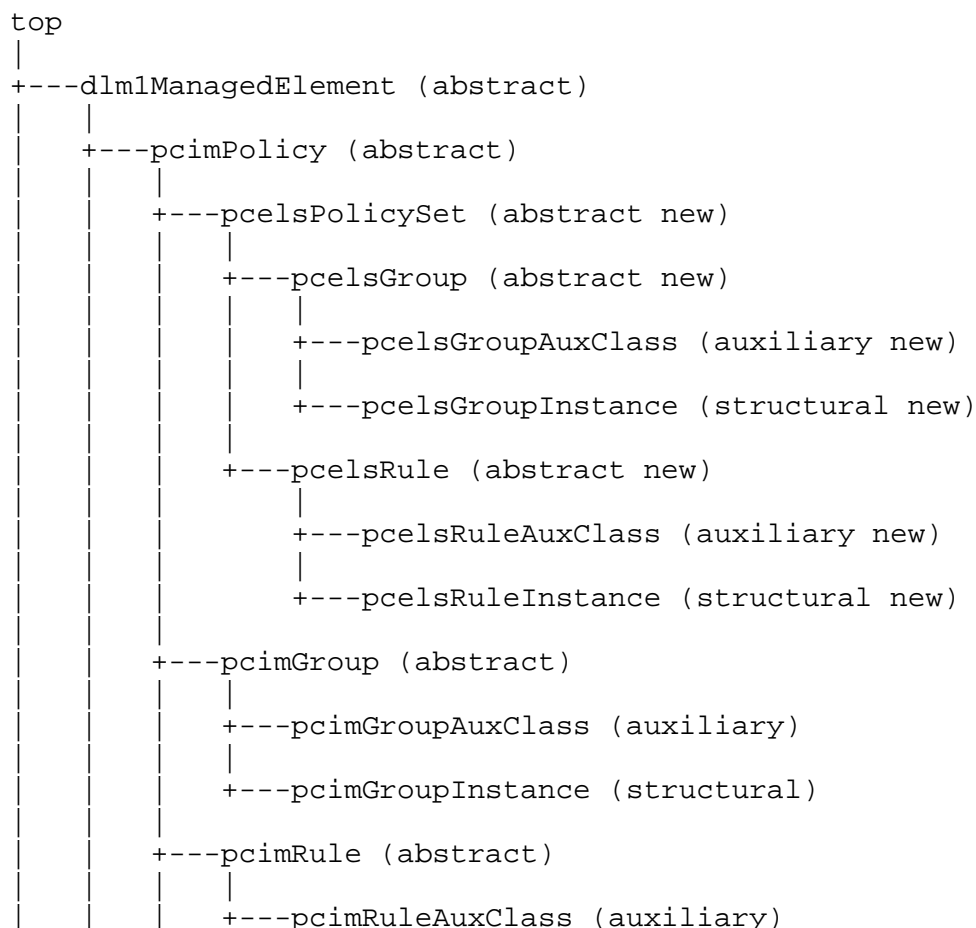 top
|
+---dlm1ManagedElement (abstract)
|    |
|    +---pcimPolicy (abstract)
|    |    |
|    |    +---pcelsPolicySet (abstract new)
|    |    |    |
|    |    |    +---pcelsGroup (abstract new)
|    |    |    |    |
|    |    |    |    +---pcelsGroupAuxClass (auxiliary new)
|    |    |    |    |
|    |    |    |    +---pcelsGroupInstance (structural new)
|    |    |    |
|    |    |    +---pcelsRule (abstract new)
|    |    |         |
|    |    |         +---pcelsRuleAuxClass (auxiliary new)
|    |    |         |
|    |    |         +---pcelsRuleInstance (structural new)
|    |    |
|    |    +---pcimGroup (abstract)
|    |    |    |
|    |    |    +---pcimGroupAuxClass (auxiliary)
|    |    |    |
|    |    |    +---pcimGroupInstance (structural)
|    |    |
|    |    +---pcimRule (abstract)
|    |    |    |
|    |    |    +---pcimRuleAuxClass (auxiliary)